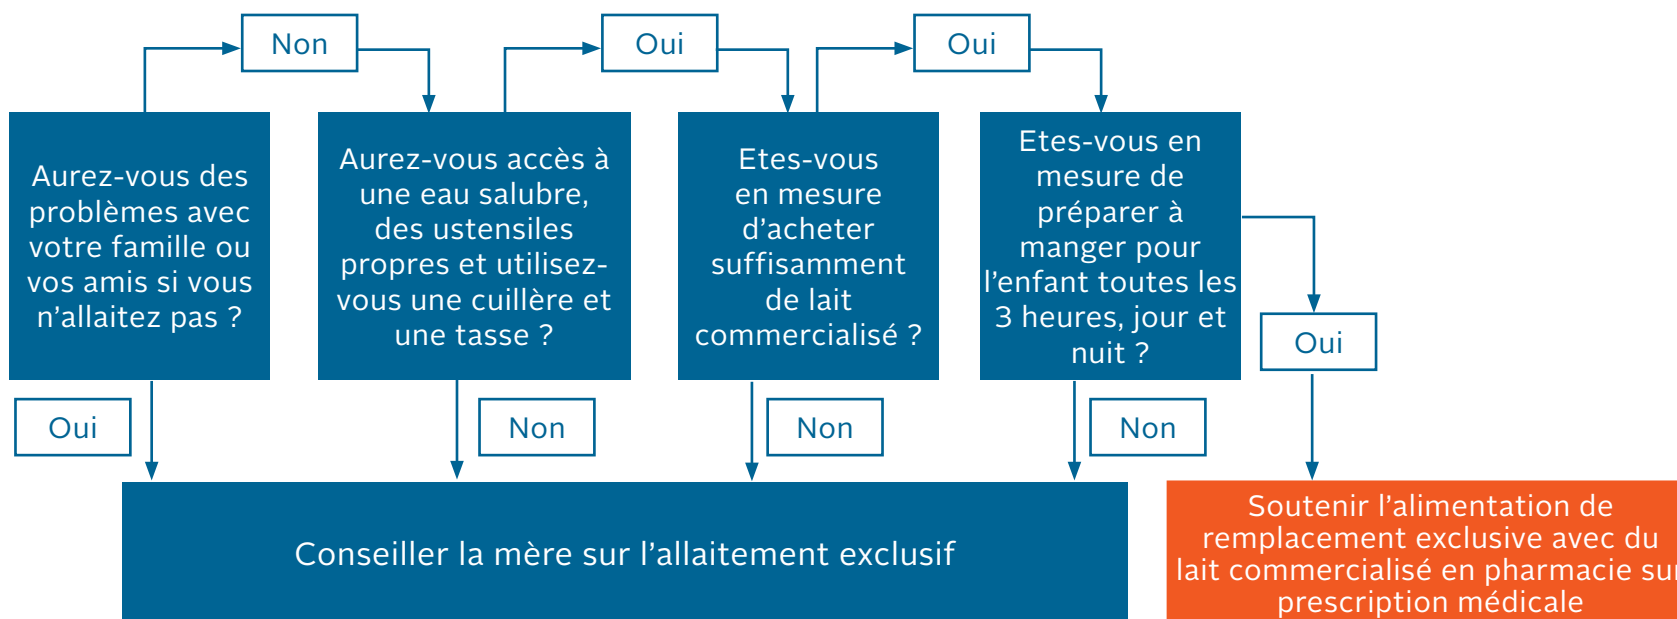 Non
Oui
Oui
Aurez-vous des
problèmes avec
votre famille ou
vos amis si vous
n'allaitez pas ?
Aurez-vous accès à
une eau salubre,
des ustensiles
propres et utilisez-
vous une cuillère et
une tasse ?
Etes-vous
en mesure
d'acheter
suffisamment
de lait
commercialisé ?
Etes-vous en
mesure de
préparer à
manger pour
l'enfant toutes les
3 heures, jour et
nuit ?
Oui
Oui
Non
Non
Non
Conseiller la mère sur l'allaitement exclusif
Soutenir l'alimentation de
remplacement exclusive avec du
lait commercialisé en pharmacie sur
prescription médicale